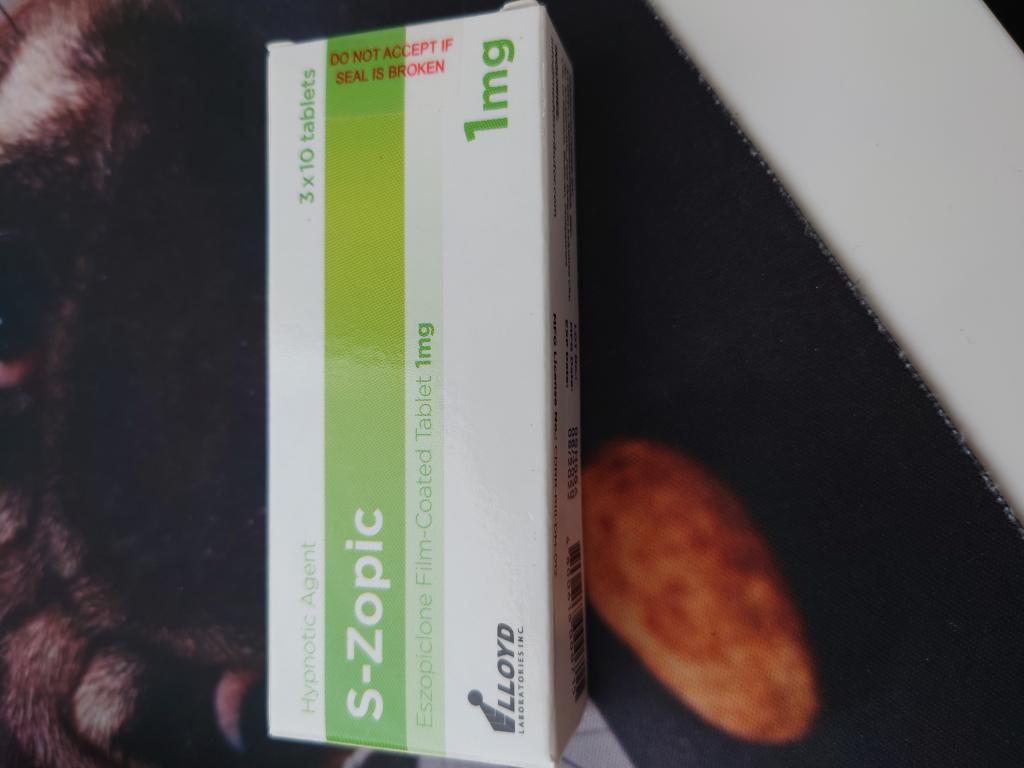 Hypnotic Agent
3 x 10 tablets
S-Zopic
DO NOT ACCEPT IF
SEAL IS BROKEN
Eszopiclone Film-Coated Tablet 1mg
LLOYD
LABORATORIES INC.
1mg